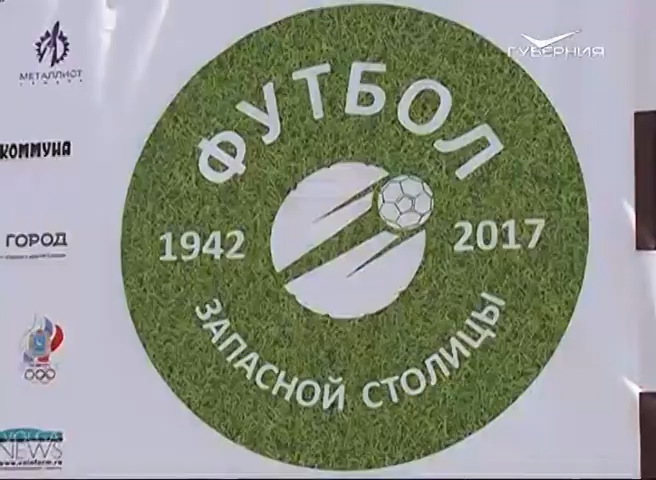 ГУБЕРНИЯ
МЕТАЛЛИСТ
КОММУНА
ГОРОД
NEWS
ФУТБОЛ
1942
2017
ЗАПАСНОЙ СТОЛИЦЫ